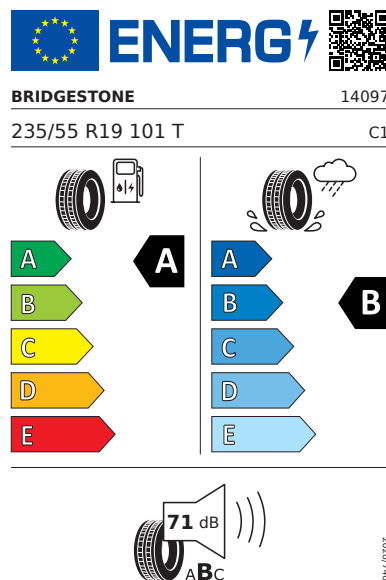 ENERG
BRIDGESTONE 14097
235/55 R19 101 T C1
A A A
B B B
C C
D D
E E
71 dB
ABC